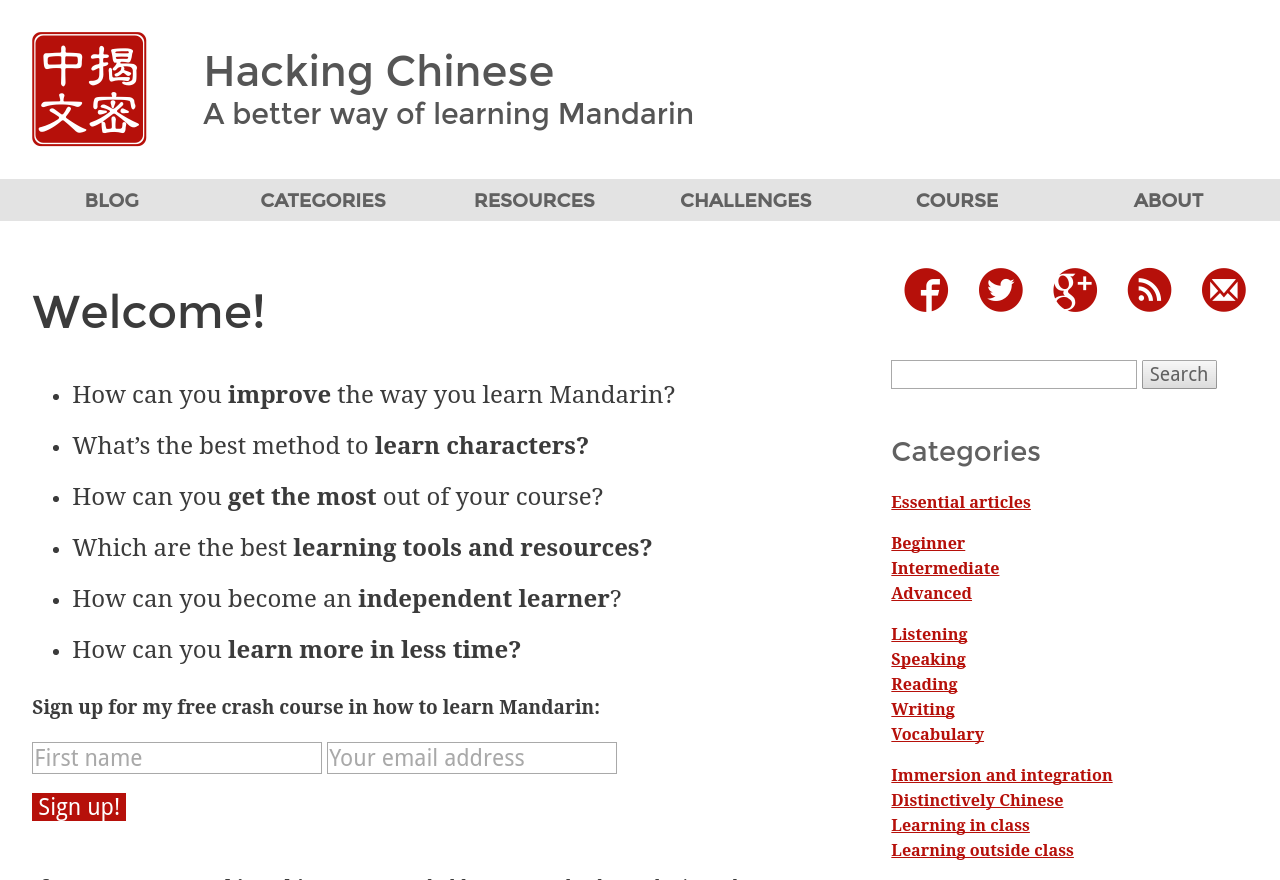 中揭
文密
Hacking Chinese
A better way of learning Mandarin
BLOG CATEGORIES RESOURCES CHALLENGES COURSE ABOUT
Welcome!
How can you improve the way you learn Mandarin?
What’s the best method to learn characters?
How can you get the most out of your course?
Which are the best learning tools and resources?
How can you become an independent learner?
How can you learn more in less time?
Sign up for my free crash course in how to learn Mandarin:
First name Your email address
Sign up!
Search
Categories
Essential articles
Beginner
Intermediate
Advanced
Listening
Speaking
Reading
Writing
Vocabulary
Immersion and integration
Distinctively Chinese
Learning in class
Learning outside class